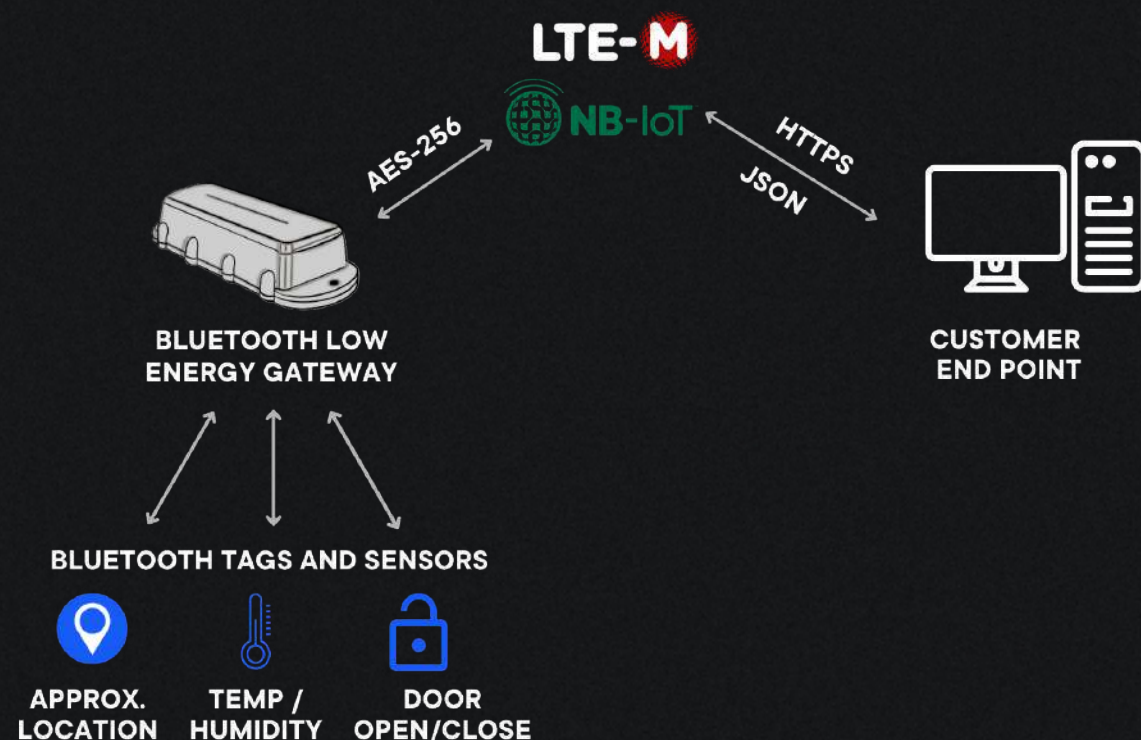 LTE-M
NB-IoT
AES-256
HTTPS
JSON
BLUETOOTH LOW
ENERGY GATEWAY
CUSTOMER
END POINT
BLUETOOTH TAGS AND SENSORS
APPROX.
LOCATION
TEMP /
HUMIDITY
DOOR
OPEN/CLOSE